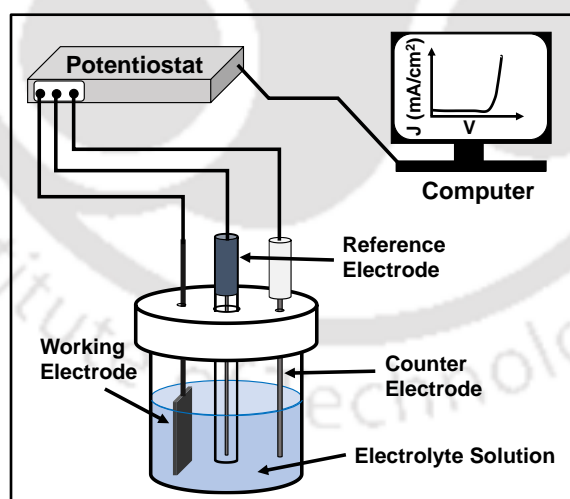 Potentiostat
J (mA/cm²)
V
Computer
Reference
Electrode
Working
Electrode
Counter
Electrode
Electrolyte Solution